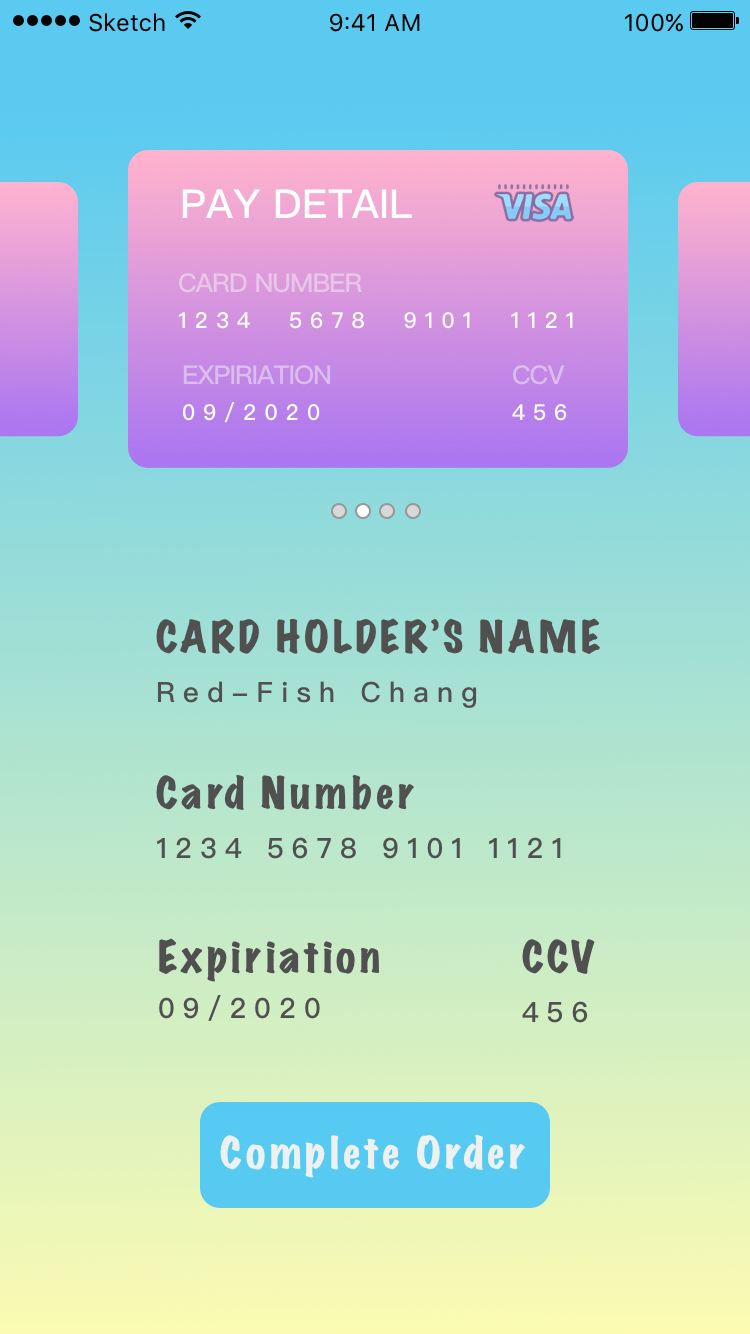 Sketch 9:41 AM 100%
PAY DETAIL VISA
CARD NUMBER
1234 5678 9101 1121
EXPIRIATION CCV
09/2020 456
CARD HOLDER’S NAME
Red–Fish Chang
Card Number
1234 5678 9101 1121
Expiriation CCV
09/2020 456
Complete Order